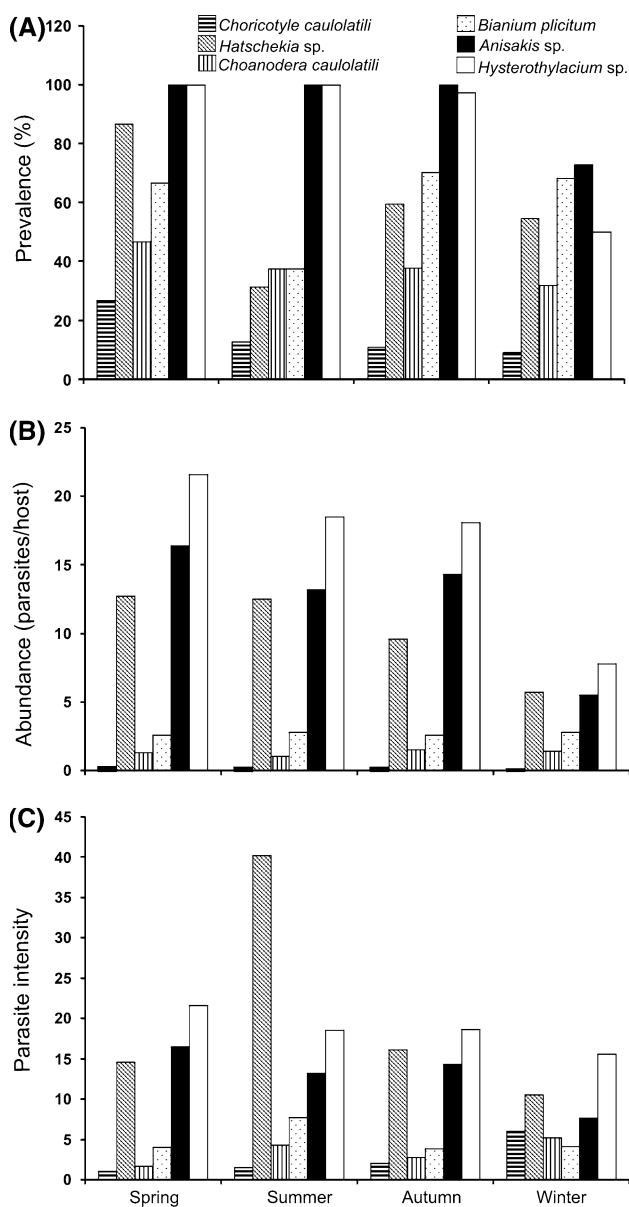 (A)
Choricotyle caulolatili
Hatschekia sp.
Choanodera caulolatili
Bianium plicitum
Anisakis sp.
Hysterothylacium sp.
Prevalence (%)
120
100
80
60
40
20
0
(B)
Abundance (parasites/host)
25
20
15
10
5
0
(C)
Parasite intensity
45
40
35
30
25
20
15
10
5
0
Spring Summer Autumn Winter